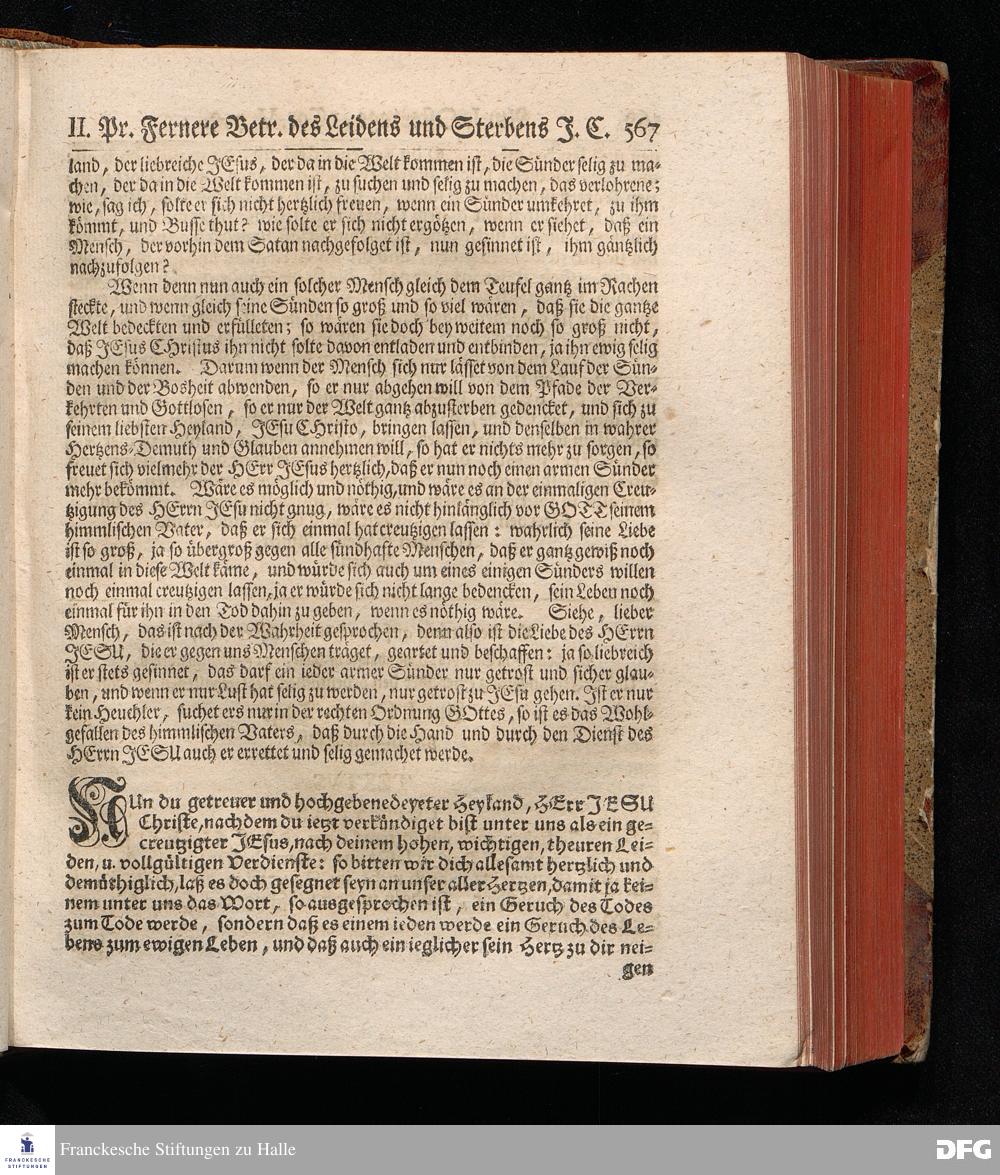 II. Pr. Fernere Betr. des Leidens und Sterbens J. C. 567
land, der liebreiche JEsus, der da in die Welt kommen ist, die Sünder selig zu ma-
chen, der da in die Welt kommen ist, zu suchen und selig zu machen, das verlohrene;
wie, sag ich, solte er sich nicht hertzlich freuen, wenn ein Sünder umkehret, zu ihm
kömmt, und Busse thut? wie solte er sich nicht ergötzen, wenn er siehet, daß ein
Mensch, der vorhin dem Satan nachgefolget ist, nun gesinnet ist, ihm gäntzlich
nachzufolgen?
Wenn denn nun auch ein solcher Mensch gleich dem Teufel gantz im Rachen
steckte, und wenn gleich seine Sünden so groß und so viel wären, daß sie die gantze
Welt bedeckten und erfülleten; so wären sie doch bey weitem noch so groß nicht,
daß JEsus CHristus ihn nicht solte davon entladen und entbinden, ja ihn ewig selig
machen können. Darum wenn der Mensch sich nur lässet von dem Lauf der Sün-
den und der Bosheit abwenden, so er nur abgehen will von dem Pfade der Ver-
kehrten und Gottlosen, so er nur der Welt gantz abzusterben gedencket, und sich zu
seinem liebsten Heyland, JEsu CHristo, bringen lassen, und denselben in wahrer
Hertzens-Demuth und Glauben annehmen will, so hat er nichts mehr zu sorgen, so
freuet sich vielmehr der HErr JEsus hertzlich, daß er nun noch einen armen Sünder
mehr bekömmt. Wäre es möglich und nöthig, und wäre es an der einmaligen Creu-
tzigung des HErrn JEsu nicht gnug, wäre es nicht hinlänglich vor GOTT seinem
himmlischen Vater, daß er sich einmal hat creutzigen lassen: wahrlich seine Liebe
ist so groß, ja so übergroß gegen alle sündhafte Menschen, daß er gantz gewiß noch
einmal in diese Welt käme, und würde sich auch um eines einigen Sünders willen
noch einmal creutzigen lassen, ja er würde sich nicht lange bedencken, sein Leben noch
einmal für ihn in den Tod dahin zu geben, wenn es nöthig wäre. Siehe, lieber
Mensch, das ist nach der Wahrheit gesprochen, denn also ist die Liebe des HErrn
JESU, die er gegen uns Menschen träget, geartet und beschaffen: ja so liebreich
ist er stets gesinnet, das darf ein ieder armer Sünder nur getrost und sicher glau-
ben, und wenn er nur Lust hat selig zu werden, nur getrost zu JEsu gehen. Ist er nur
kein Heuchler, suchet ers nur in der rechten Ordnung GOttes, so ist es das Wohl-
gefallen des himmlischen Vaters, daß durch die Hand und durch den Dienst des
HErrn JESU auch er errettet und selig gemachet werde.
NUn du getreuer und hochgebenedeyeter Heyland, HErr JESU
Christe, nachdem du ietzt verkündiget bist unter uns als ein ge-
creutzigter JEsus, nach deinem hohen, wichtigen, theuren Lei-
den, u. vollgültigen Verdienste: so bitten wir dich allesamt hertzlich und
demüthiglich, laß es doch gesegnet seyn an unser aller Hertzen, damit ja kei-
nem unter uns das Wort, so ausgesprochen ist, ein Geruch des Todes
zum Tode werde, sondern daß es einem ieden werde ein Geruch des Le-
bens zum ewigen Leben, und daß auch ein ieglicher sein Hertz zu dir nei-
gen
FRANCKESCHE
STIFTUNGEN
Franckesche Stiftungen zu Halle
DFG